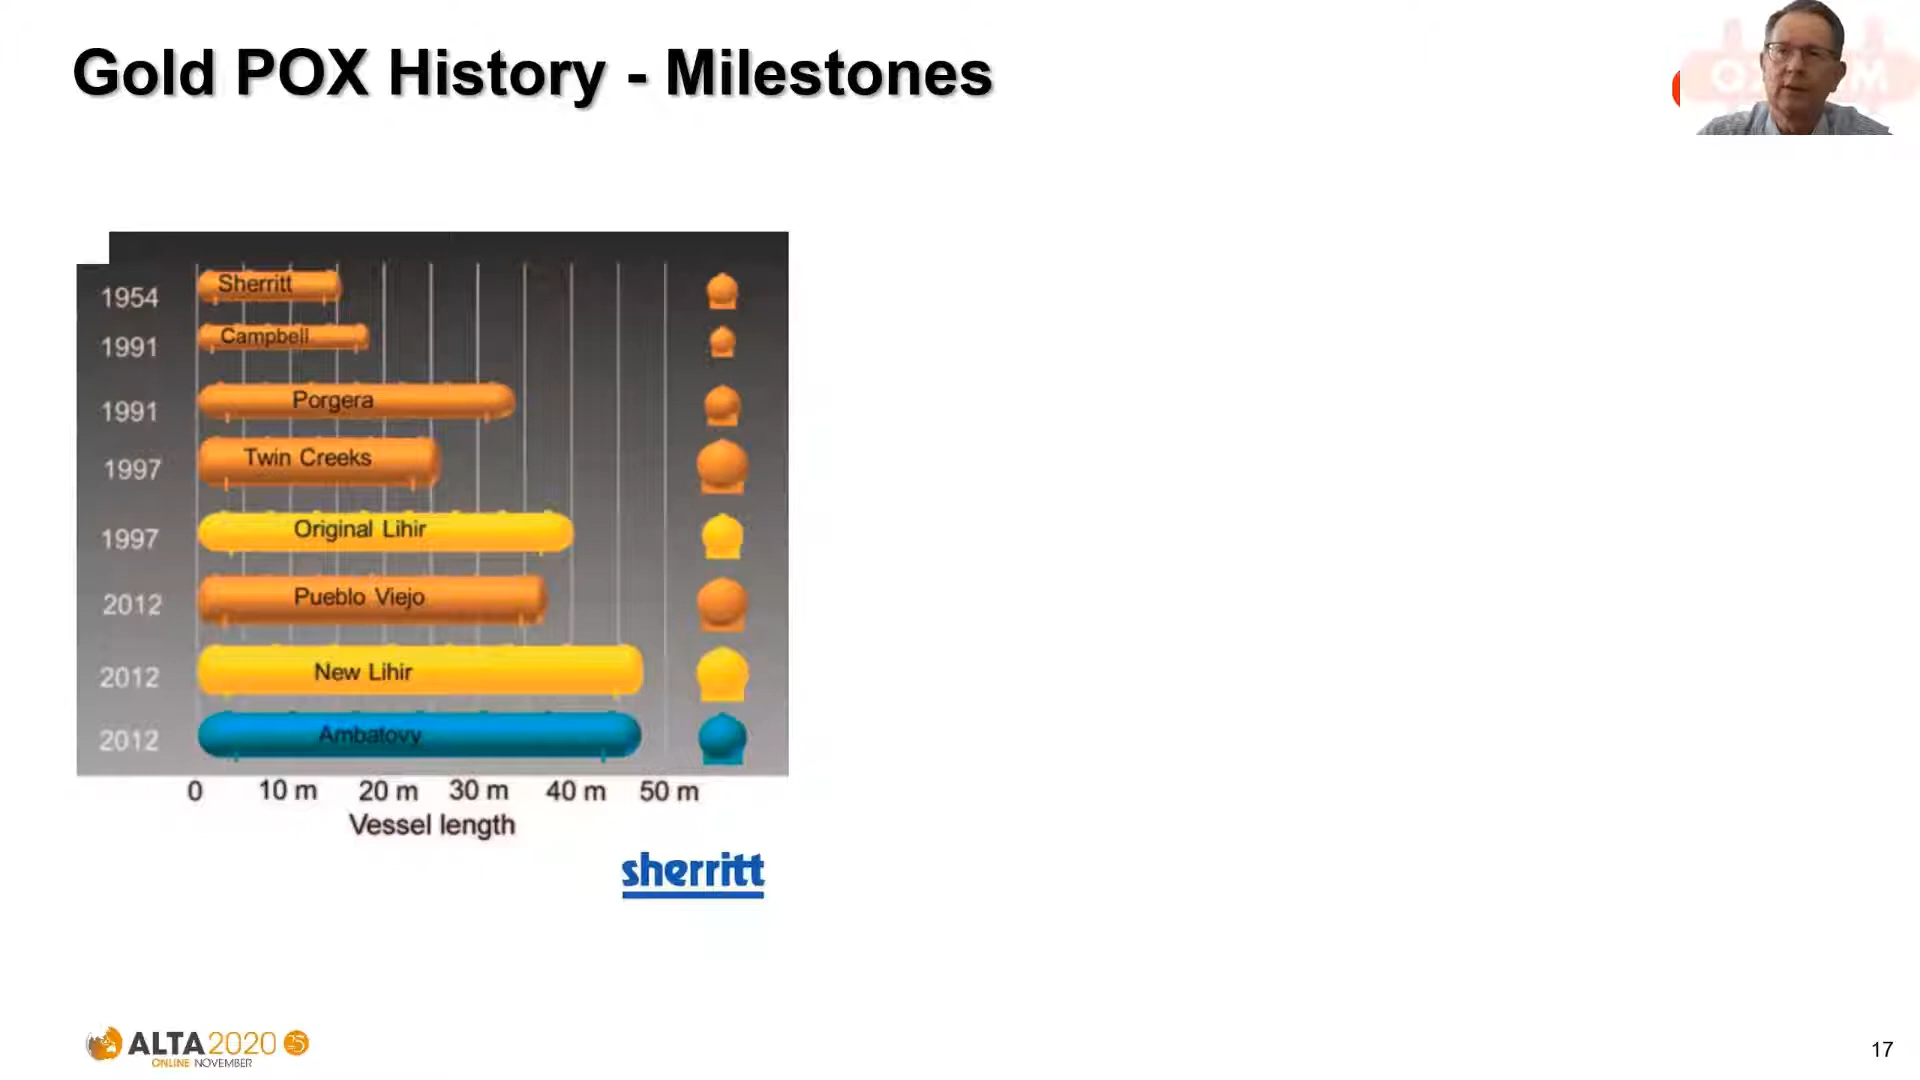 Gold POX History - Milestones
1954 Sherritt
1991 Campbell
1991 Porgera
1997 Twin Creeks
1997 Original Lihir
2012 Pueblo Viejo
2012 New Lihir
2012 Ambatovy
0 10 m 20 m 30 m 40 m 50 m
Vessel length
sherritt
ALTA 2020 25
ONLINE NOVEMBER
17